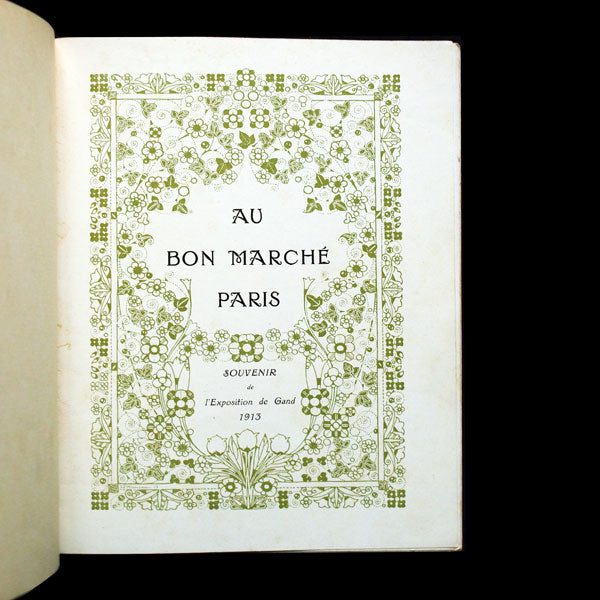 AU
BON MARCHÉ
PARIS
SOUVENIR
de
l'Exposition de Gand
1913